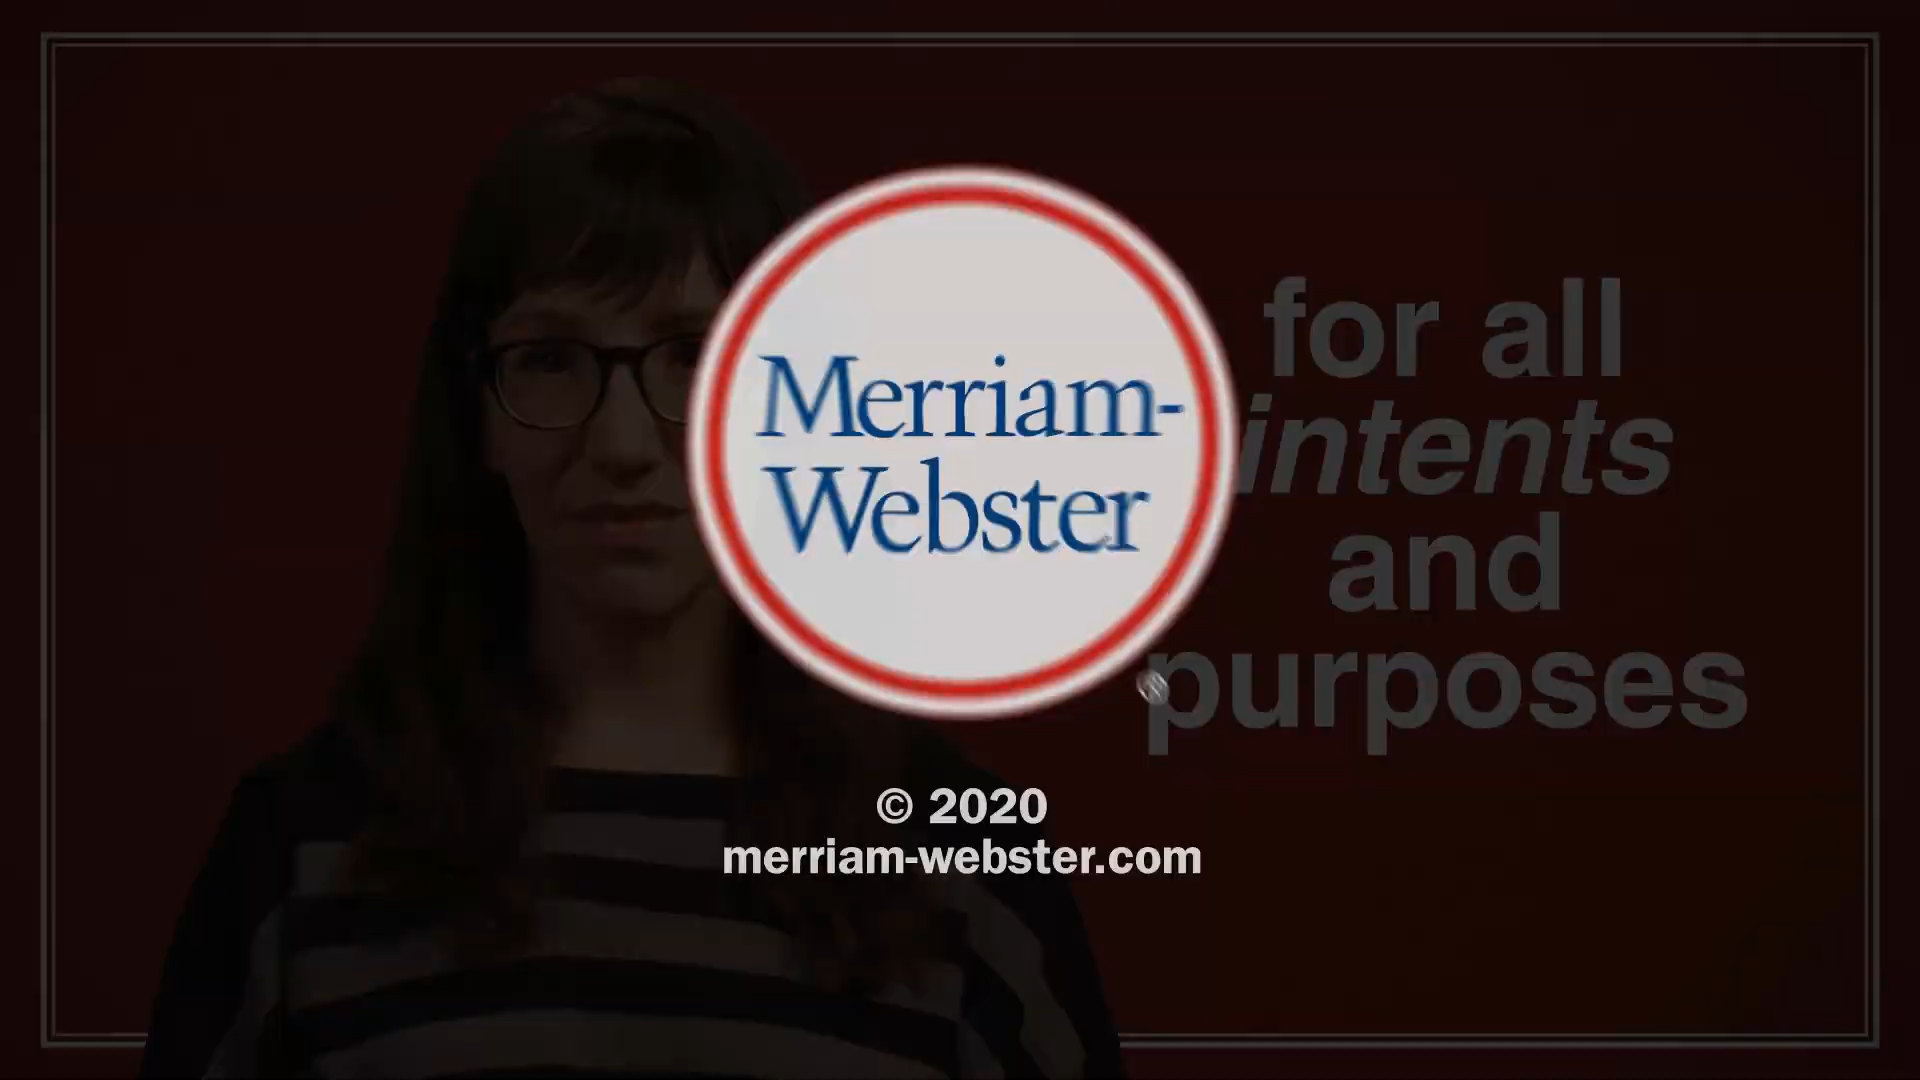 for all
intents
and
purposes
Merriam-
Webster
© 2020
merriam-webster.com